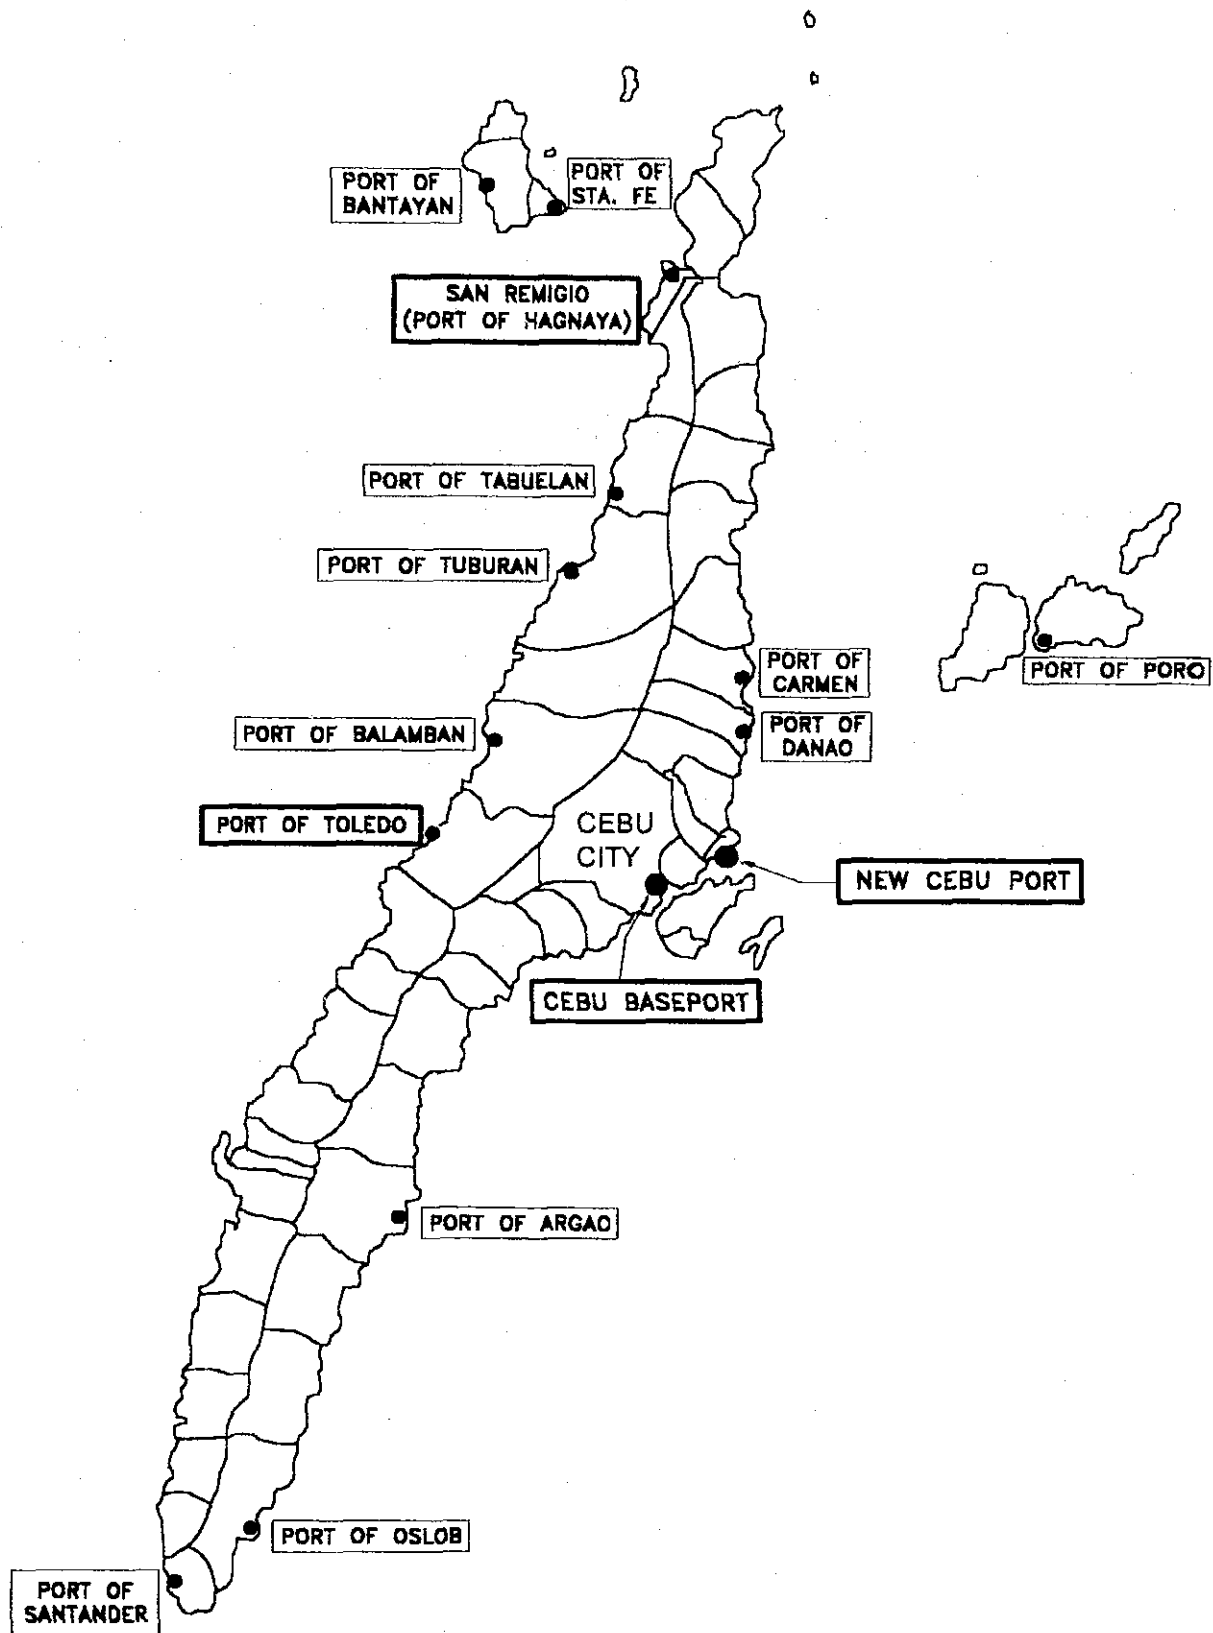 PORT OF
BANTAYAN
PORT OF
STA. FE
SAN REMIGIO
(PORT OF HAGNAYA)
PORT OF TABUELAN
PORT OF TUBURAN
PORT OF
CARMEN
PORT OF PORO
PORT OF BALAMBAN
PORT OF
DANAO
PORT OF TOLEDO
CEBU
CITY
NEW CEBU PORT
CEBU BASEPORT
PORT OF ARGAO
PORT OF OSLOB
PORT OF
SANTANDER